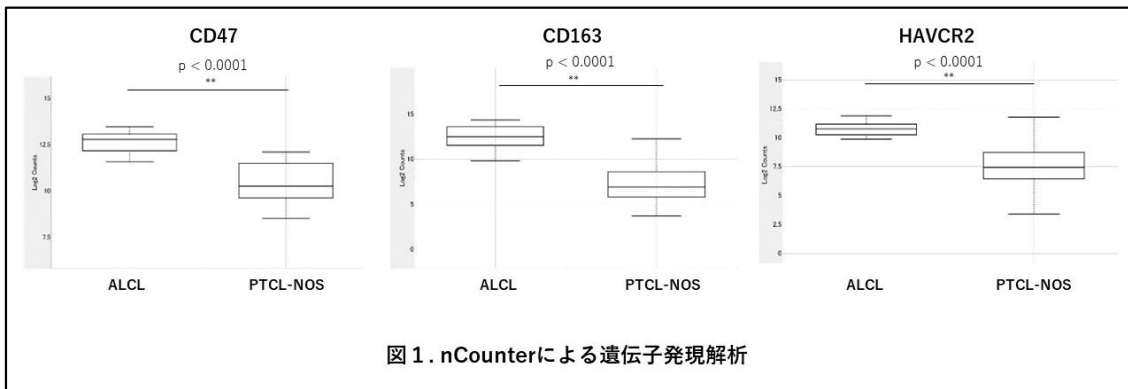 CD47
p < 0.0001
**
15
12.5
10
7.5
Log2 Counts
ALCL
PTCL-NOS
CD163
p < 0.0001
**
15
10
5
0
Log2 Counts
ALCL
PTCL-NOS
HAVCR2
p < 0.0001
**
15
12.5
10
7.5
5
2.5
0
Log2 Counts
ALCL
PTCL-NOS
図1. nCounterによる遺伝子発現解析